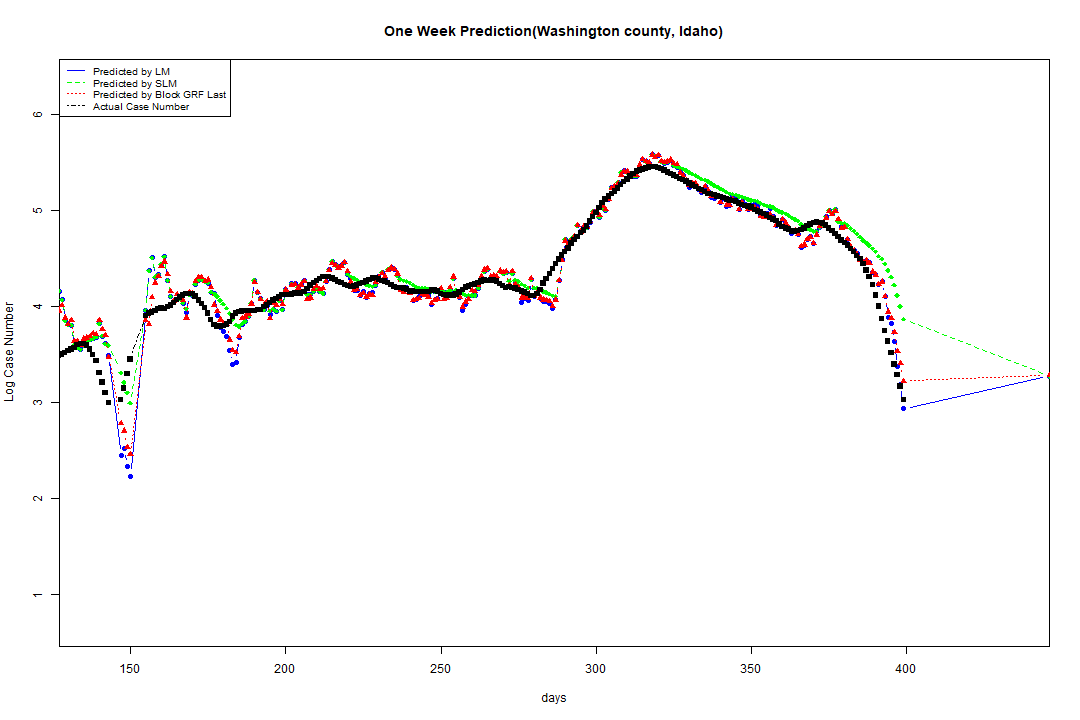 One Week Prediction(Washington county, Idaho)
Predicted by LM
Predicted by SLM
Predicted by Block GRF Last
Actual Case Number
Log Case Number
6
5
4
3
2
1
150 200 250 300 350 400
days